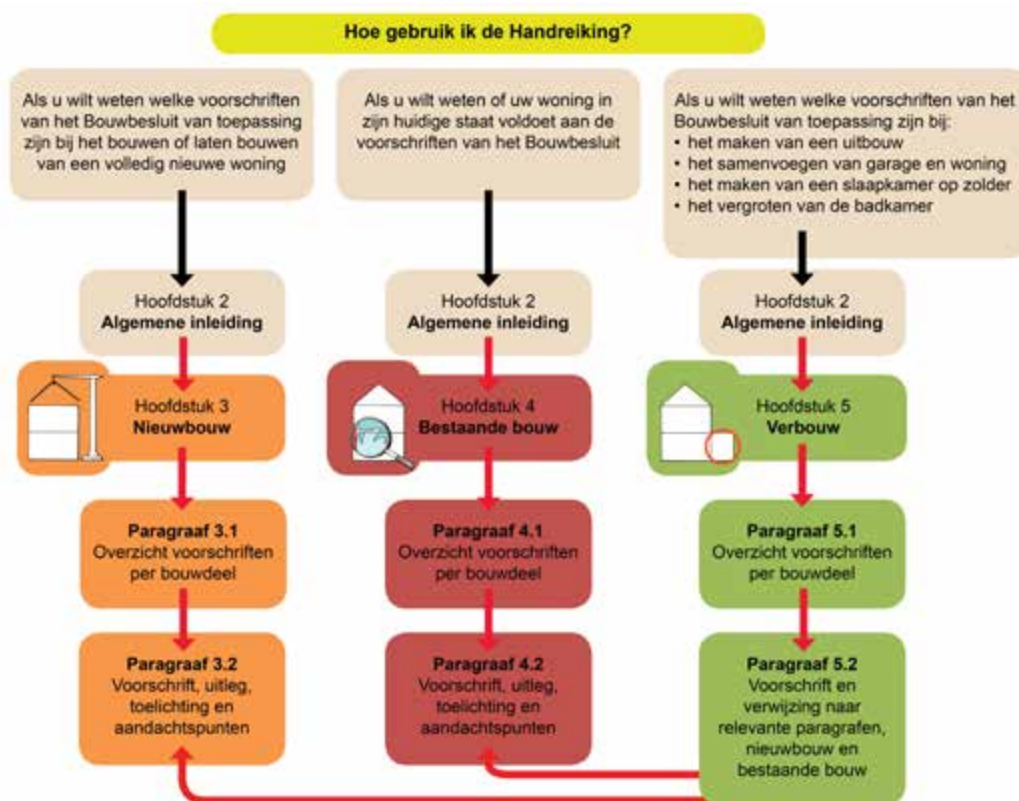 Hoe gebruik ik de Handreiking?
Als u wilt weten welke voorschriften
van het Bouwbesluit van toepassing
zijn bij het bouwen of laten bouwen
van een volledig nieuwe woning
Als u wilt weten of uw woning in
zijn huidige staat voldoet aan de
voorschriften van het Bouwbesluit
Als u wilt weten welke voorschriften van het
Bouwbesluit van toepassing zijn bij:
• het maken van een uitbouw
• het samenvoegen van garage en woning
• het maken van een slaapkamer op zolder
• het vergroten van de badkamer
Hoofdstuk 2
Algemene inleiding
Hoofdstuk 2
Algemene inleiding
Hoofdstuk 2
Algemene inleiding
Hoofdstuk 3
Nieuwbouw
Hoofdstuk 4
Bestaande bouw
Hoofdstuk 5
Verbouw
Paragraaf 3.1
Overzicht voorschriften
per bouwdeel
Paragraaf 4.1
Overzicht voorschriften
per bouwdeel
Paragraaf 5.1
Overzicht voorschriften
per bouwdeel
Paragraaf 3.2
Voorschrift, uitleg,
toelichting en
aandachtspunten
Paragraaf 4.2
Voorschrift, uitleg,
toelichting en
aandachtspunten
Paragraaf 5.2
Voorschrift en
verwijzing naar
relevante paragrafen,
nieuwbouw en
bestaande bouw